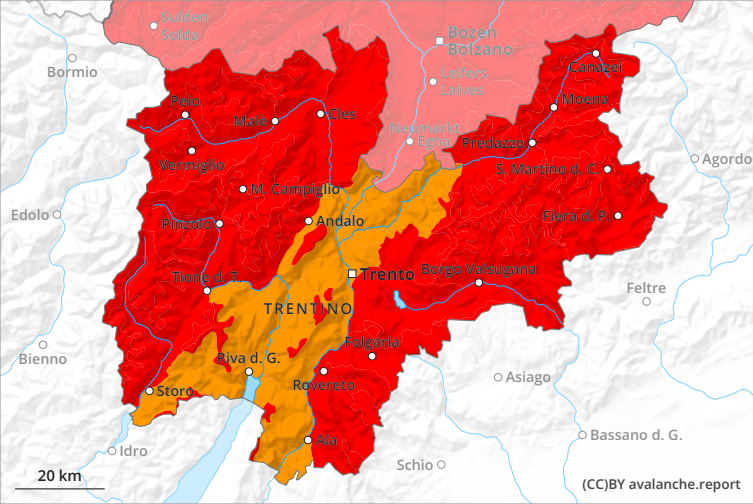 Sulden
Solda
Bozen
Bolzano
Bormio
Leifers
Laives
Canazei
Peio
Moena
Malè
Cles
Neumarkt
Egna
Predazzo
Vermiglio
Agordo
S. Martino d. C.
M. Campiglio
Edolo
Pinzolo
Andalo
Fiera d. P.
Trento
Borgo Valsugana
Tione d. T.
Feltre
TRENTINO
Folgaria
Bienno
Riva d. G.
Asiago
Rovereto
Storo
Bassano d. G.
Ala
Idro
Schio
20 km
(CC)BY avalanche.report